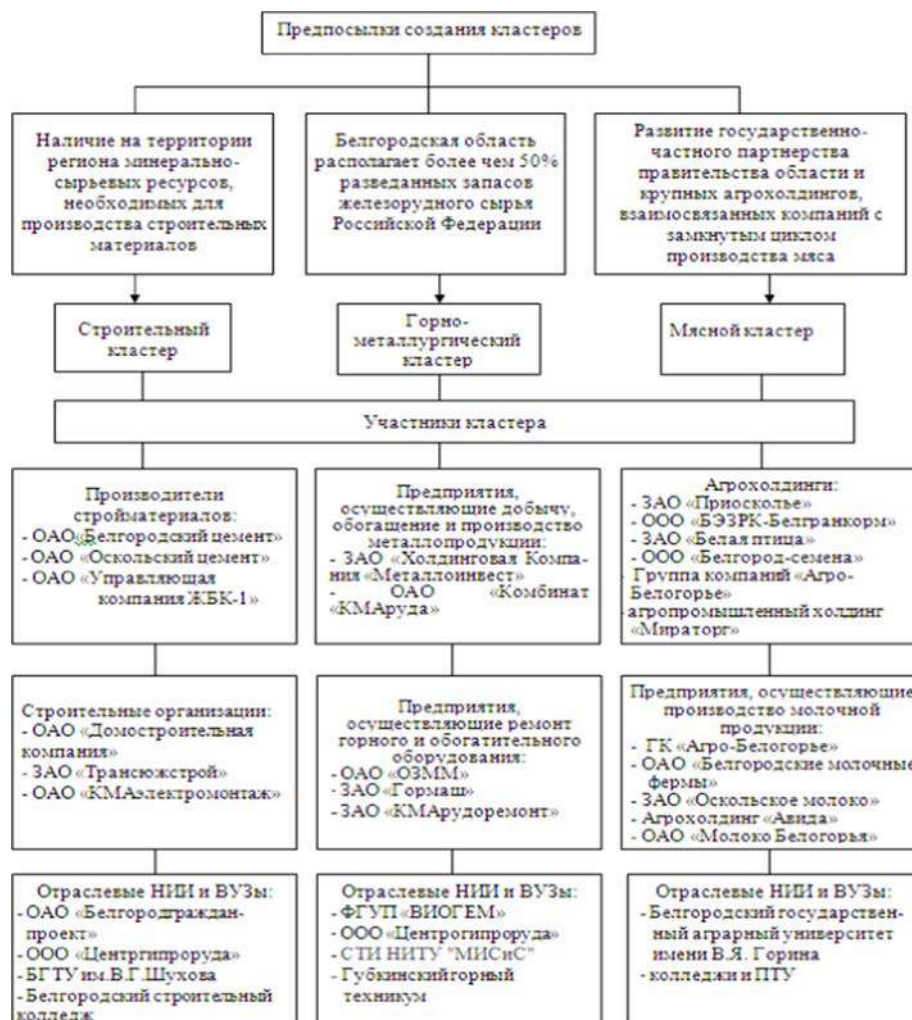 Предпосылки создания кластеров
Наличие на территории
региона минерально-
сырьевых ресурсов,
необходимых для
производства строительных
материалов
Белгородская область
располагает более чем 50%
разведанных запасов
железорудного сырья
Российской Федерации
Развитие государственно-
частного партнерства
правительства области и
крупных агрохолдингов,
взаимосвязанных компаний с
замкнутым циклом
производства мяса
Строительный
кластер
Горно-
металлургический
кластер
Мясной кластер
Участники кластера
Производители
стройматериалов:
- ОАО «Белгородский цемент»
- ОАО «Оскольский цемент»
- ОАО «Управляющая
компания ЖБК-1»
Предприятия,
осуществляющие добычу,
обогащение и производство
металлопродукции:
- ЗАО «Холдинговая Компа-
ния «Металлоинвест»
- ОАО «Комбинат
«КМАруда»
Агрохолдинги:
- ЗАО «Приосколье»
- ООО «БЭЗРК-Белгранкорм»
- ЗАО «Белая птица»
- ООО «Белгород-семена»
- Группа компаний «Агро-
Белогорье»
-агропромышленный холдинг
«Мираторг»
Строительные организации:
- ОАО «Домостроительная
компания»
- ЗАО «Трансюжстрой»
- ОАО «КМАэлектромонтаж»
Предприятия,
осуществляющие ремонт
горного и обогатительного
оборудования:
- ОАО «ОЗММ»
- ЗАО «Гормаш»
- ЗАО «КМАрудоремонт»
Предприятия, осуществляющие
производство молочной
продукции:
- ГК «Агро-Белогорье»
- ОАО «Белгородские молочные
фермы»
- ЗАО «Оскольское молоко»
- Агрохолдинг «Авида»
- ОАО «Молоко Белогорья»
Отраслевые НИИ и ВУЗы:
- ОАО «Белгородграждан-
проект»
- ООО «Центргипроруда»
- БГТУ им.В.Г.Шухова
- Белгородский строительный
колледж
Отраслевые НИИ и ВУЗы:
- ФГУП «ВИОГЕМ»
- ООО «Центрогипроруда»
- СТИ НИТУ "МИСиС"
- Губкинский горный
техникум
Отраслевые НИИ и ВУЗы:
- Белгородский государствен-
ный аграрный университет
имени В.Я. Горина
- колледжи и ПТУ